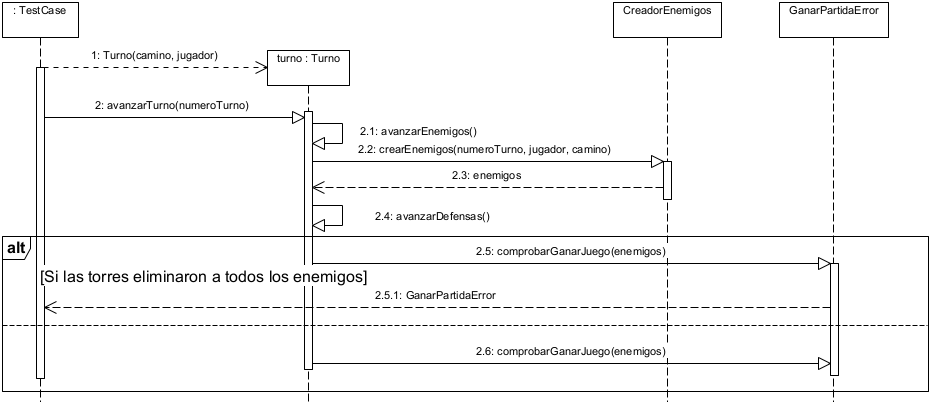 : TestCase
CreadorEnemigos
GanarPartidaError
1: Turno(camino, jugador)
turno : Turno
2: avanzarTurno(numeroTurno)
2.1: avanzarEnemigos()
2.2: crearEnemigos(numeroTurno, jugador, camino)
2.3: enemigos
2.4: avanzarDefensas()
alt
2.5: comprobarGanarJuego(enemigos)
[Si las torres eliminaron a todos los enemigos]
2.5.1: GanarPartidaError
2.6: comprobarGanarJuego(enemigos)